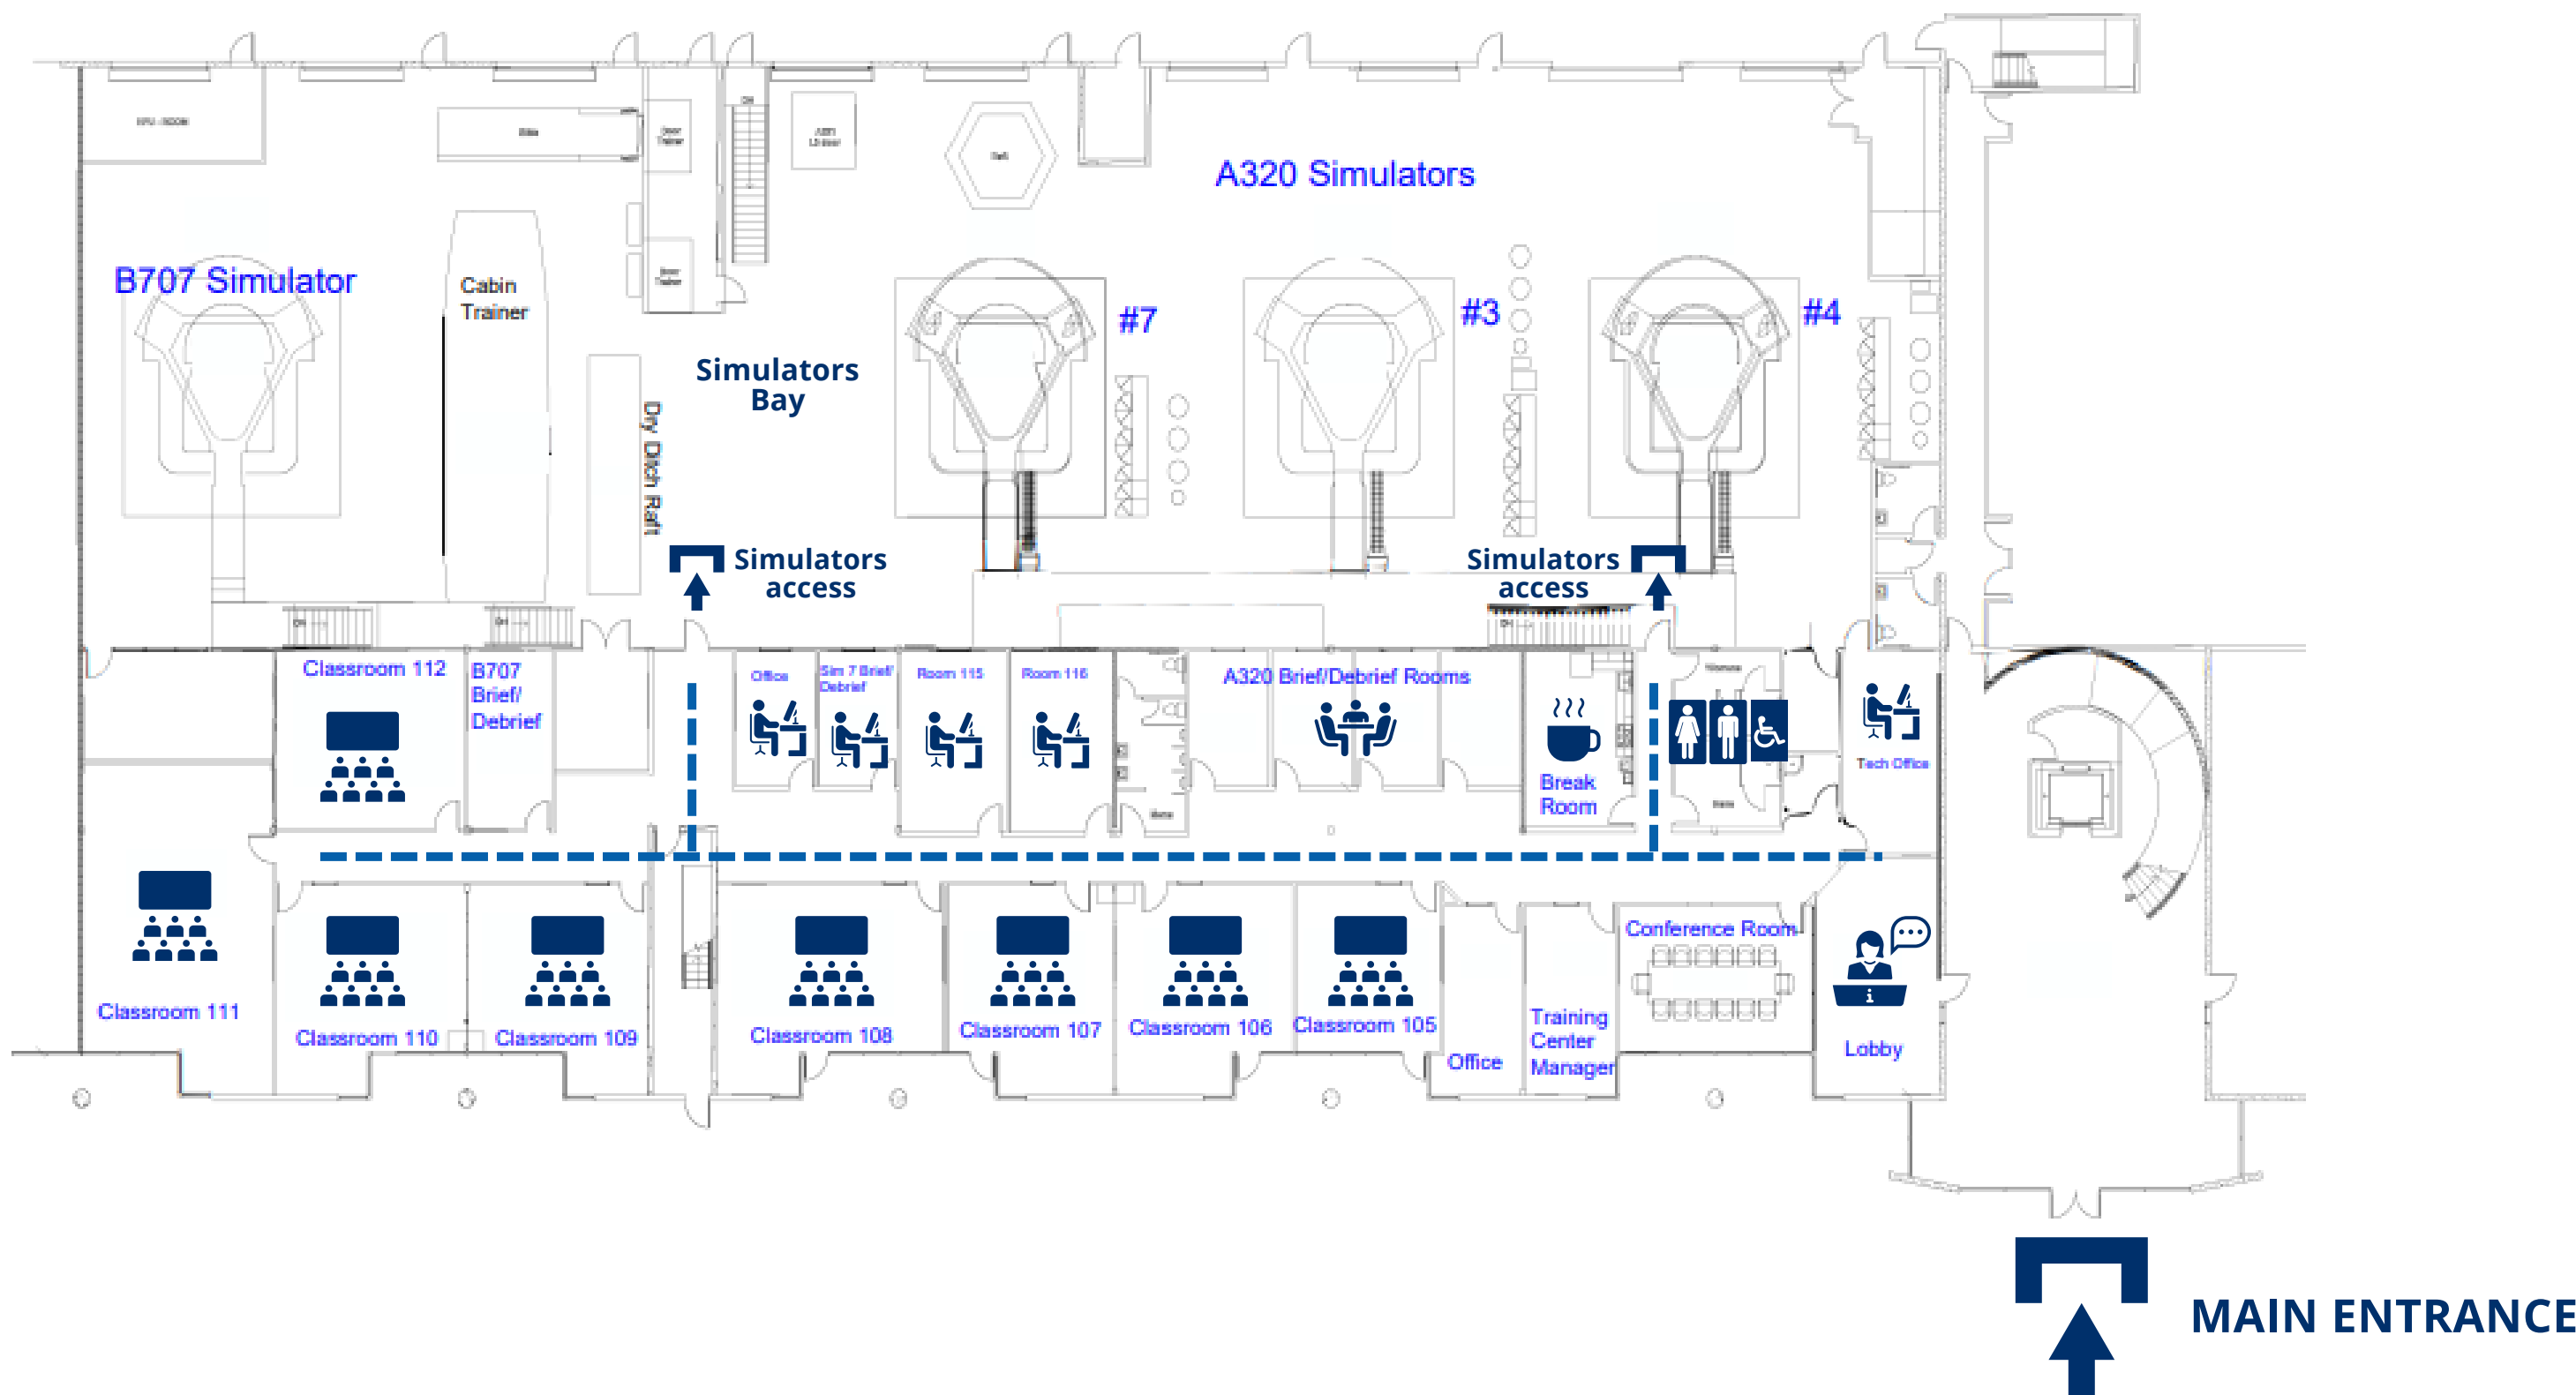 A320 Simulators
B707 Simulator
Cabin
Trainer
#7
#3
#4
Simulators
Bay
Dry Ditch Raft
Simulators
access
Simulators
access
Classroom 112
B707
Brief/
Debrief
Office
Sim 7 Brief/
Debrief
Room 115
Room 116
A320 Brief/Debrief Rooms
Break
Room
Tech Office
Conference Room
Classroom 111
Classroom 110
Classroom 109
Classroom 108
Classroom 107
Classroom 106
Classroom 105
Office
Training
Center
Manager
i
Lobby
MAIN ENTRANCE